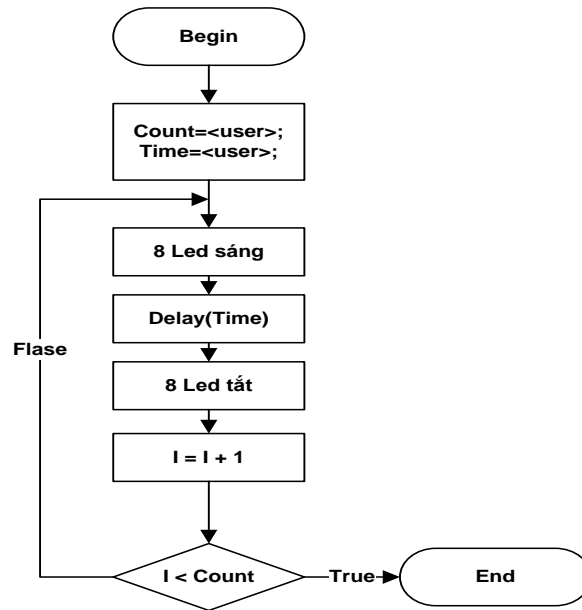 Begin
Count=<user>;
Time=<user>;
8 Led sáng
Delay(Time)
Flase
8 Led tắt
I = I + 1
I < Count
True
End